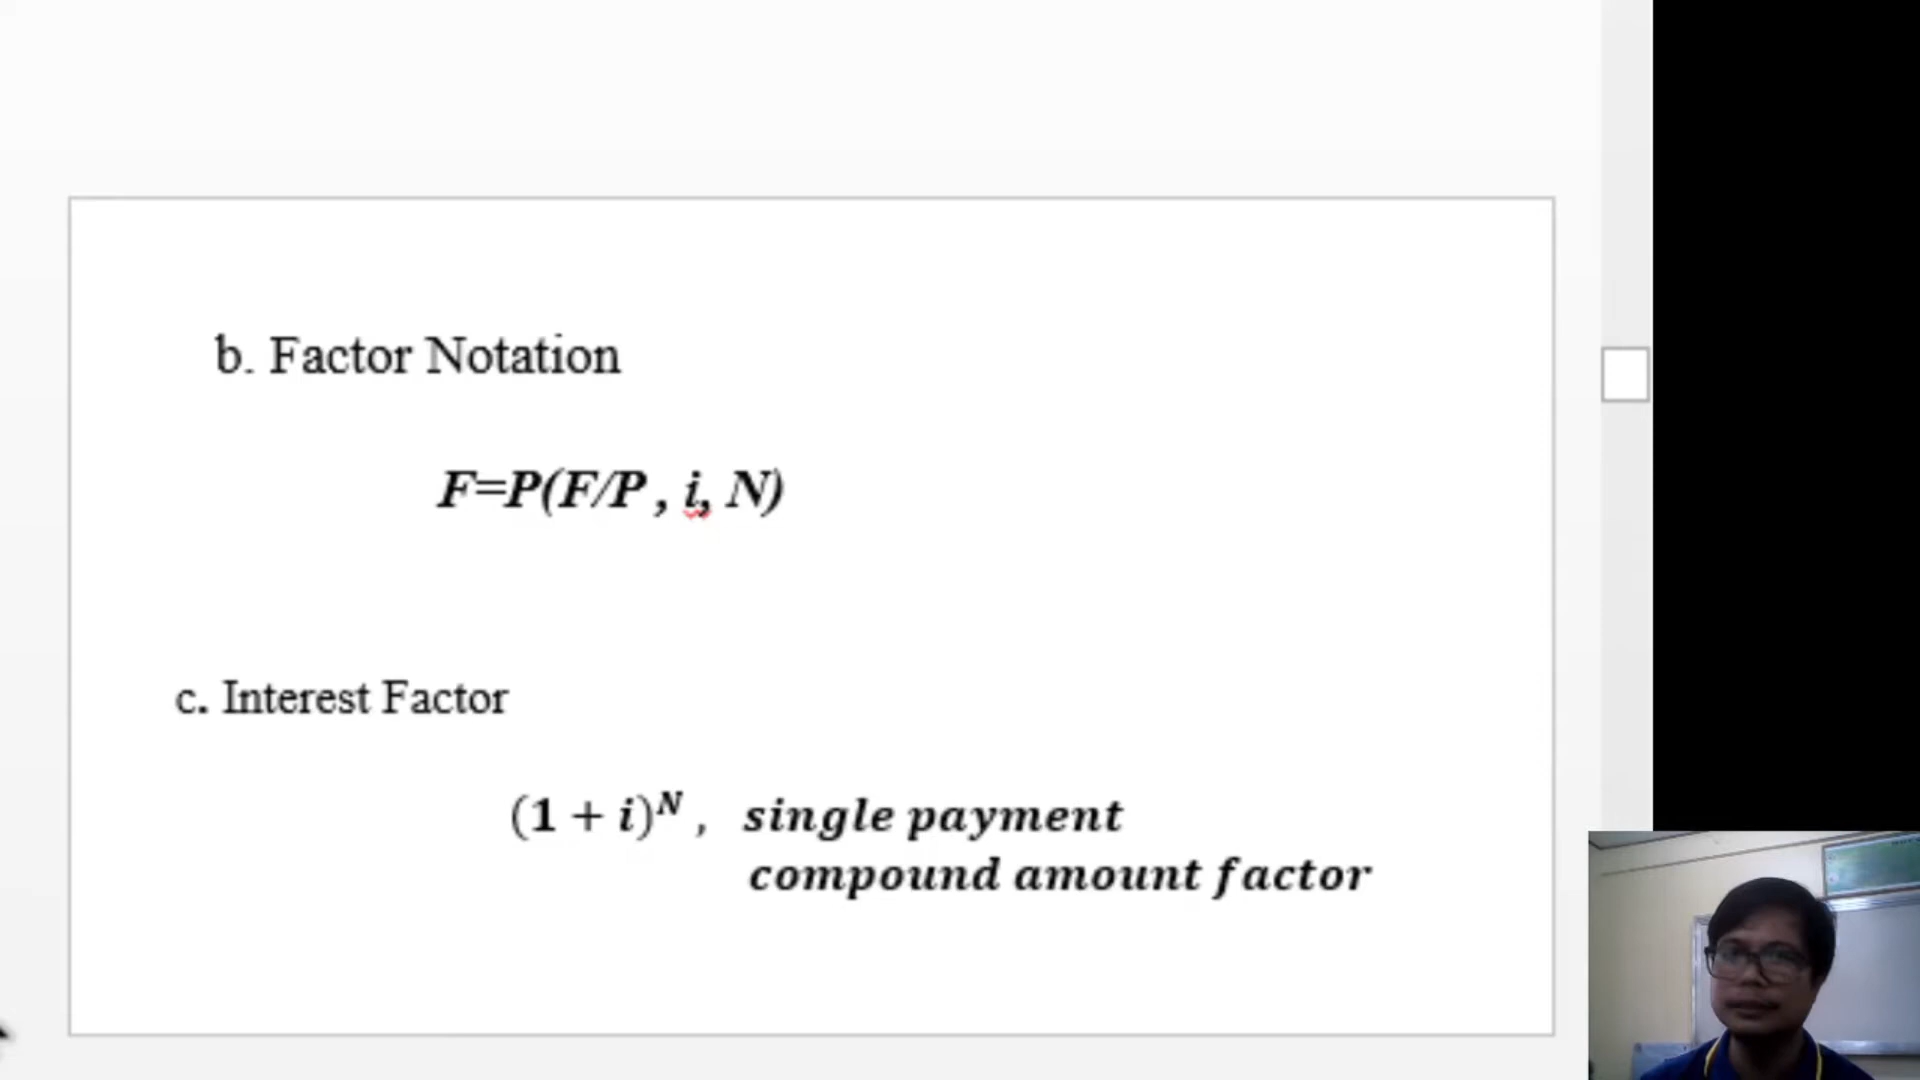 b. Factor Notation
F=P(F/P , i, N)
c. Interest Factor
(1 + i)^N , single payment
compound amount factor